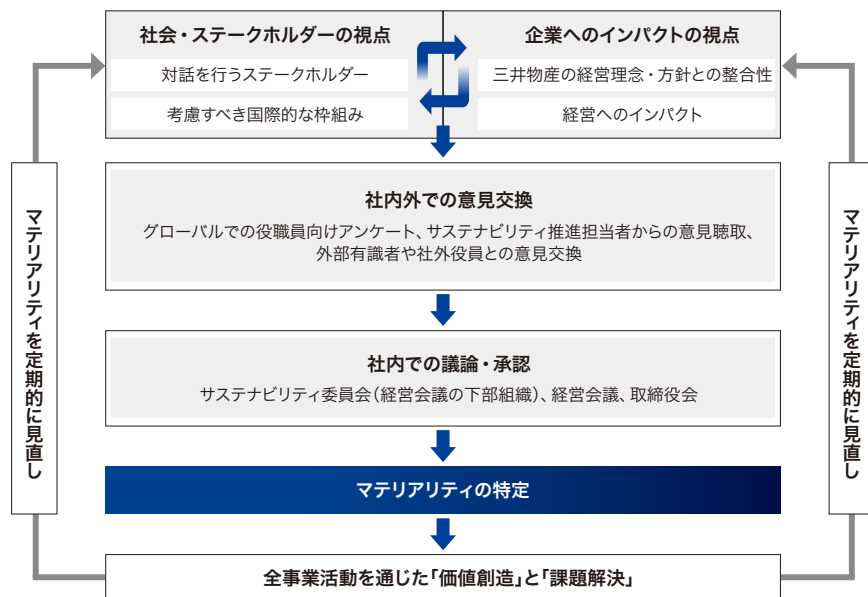 社会・ステークホルダーの視点
対話を行うステークホルダー
考慮すべき国際的な枠組み
企業へのインパクトの視点
三井物産の経営理念・方針との整合性
経営へのインパクト
社内外での意見交換
グローバルでの役職員向けアンケート、サステナビリティ推進担当者からの意見聴取、
外部有識者や社外役員との意見交換
社内での議論・承認
サステナビリティ委員会(経営会議の下部組織)、経営会議、取締役会
マテリアリティの特定
全事業活動を通じた「価値創造」と「課題解決」
マテリアリティを定期的に見直し
マテリアリティを定期的に見直し